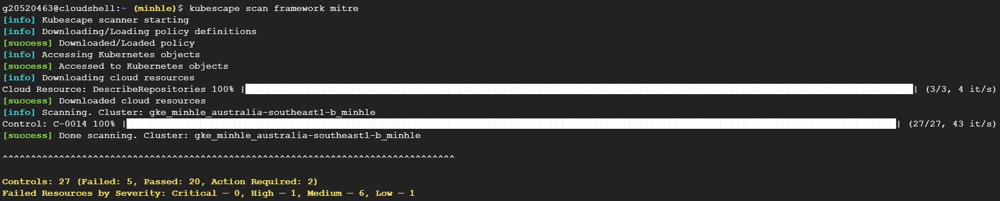 g20520463@cloudshell:~ (minhle)$ kubescape scan framework mitre
[info] Kubescape scanner starting
[info] Downloading/Loading policy definitions
[success] Downloaded/Loaded policy
[info] Accessing Kubernetes objects
[success] Accessed to Kubernetes objects
[info] Downloading cloud resources
Cloud Resource: DescribeRepositories 100% |██████████████████████████████| (3/3, 4 it/s)
[success] Downloaded cloud resources
[info] Scanning. Cluster: gke_minhle_australia-southeast1-b_minhle
Control: C-0014 100% |██████████████████████████████| (27/27, 43 it/s)
[success] Done scanning. Cluster: gke_minhle_australia-southeast1-b_minhle
^^^^^^^^^^^^^^^^^^^^^^^^^^^^^^^^^^^^^^^^^^^^^^^^^^^^^^^^^^^^^^^^^^^^^^^^^^^^^^^^
Controls: 27 (Failed: 5, Passed: 20, Action Required: 2)
Failed Resources by Severity: Critical — 0, High — 1, Medium — 6, Low — 1